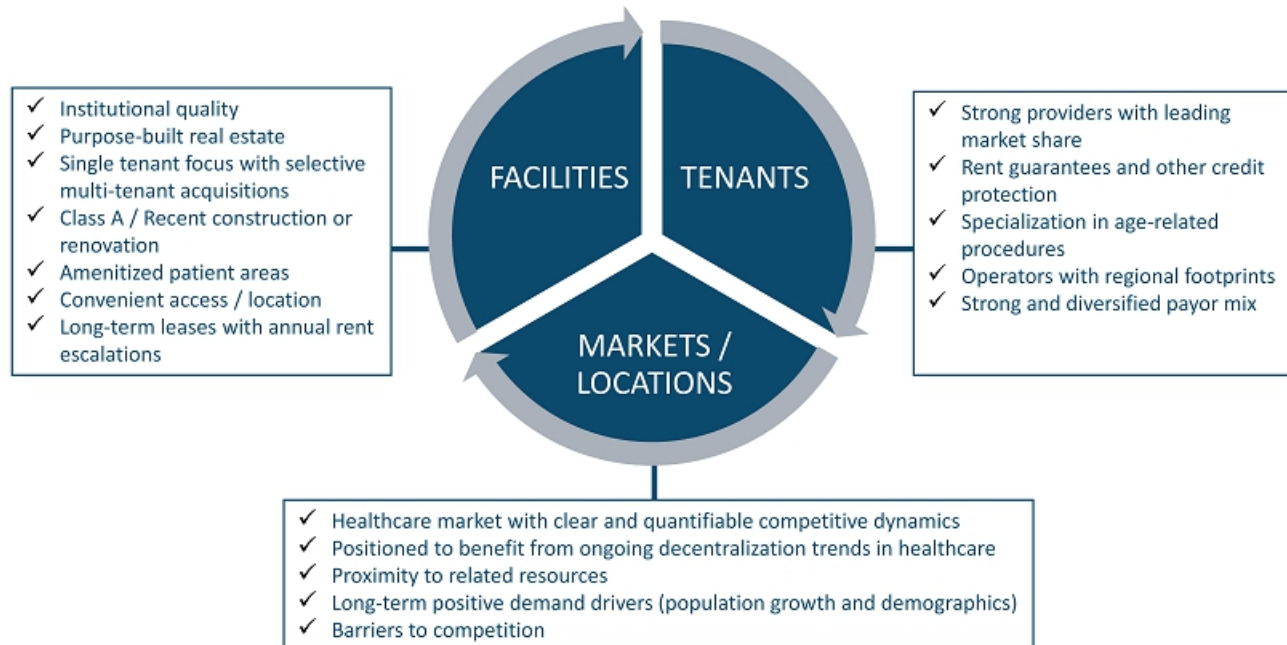 FACILITIES
TENANTS
MARKETS /
LOCATIONS
✓ Institutional quality
✓ Purpose-built real estate
✓ Single tenant focus with selective
multi-tenant acquisitions
✓ Class A / Recent construction or
renovation
✓ Amenitized patient areas
✓ Convenient access / location
✓ Long-term leases with annual rent
escalations
✓ Strong providers with leading
market share
✓ Rent guarantees and other credit
protection
✓ Specialization in age-related
procedures
✓ Operators with regional footprints
✓ Strong and diversified payor mix
✓ Healthcare market with clear and quantifiable competitive dynamics
✓ Positioned to benefit from ongoing decentralization trends in healthcare
✓ Proximity to related resources
✓ Long-term positive demand drivers (population growth and demographics)
✓ Barriers to competition